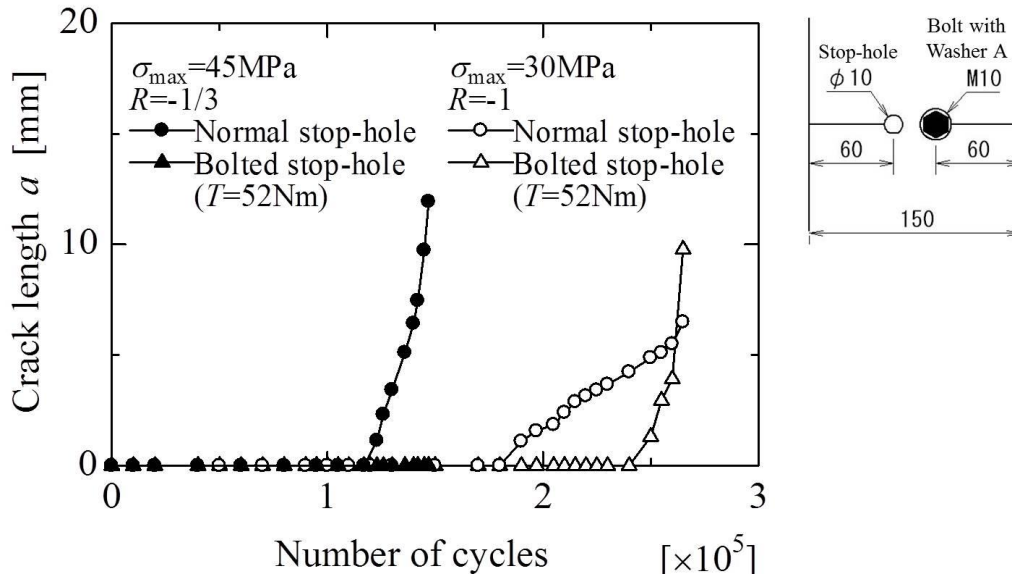 20
10
0
Crack length a [mm]
σmax=45MPa
R=-1/3
Normal stop-hole
Bolted stop-hole
(T=52Nm)
σmax=30MPa
R=-1
Normal stop-hole
Bolted stop-hole
(T=52Nm)
0 1 2 3
Number of cycles [×10⁵]
Stop-hole
φ10
Bolt with
Washer A
M10
60 60
150